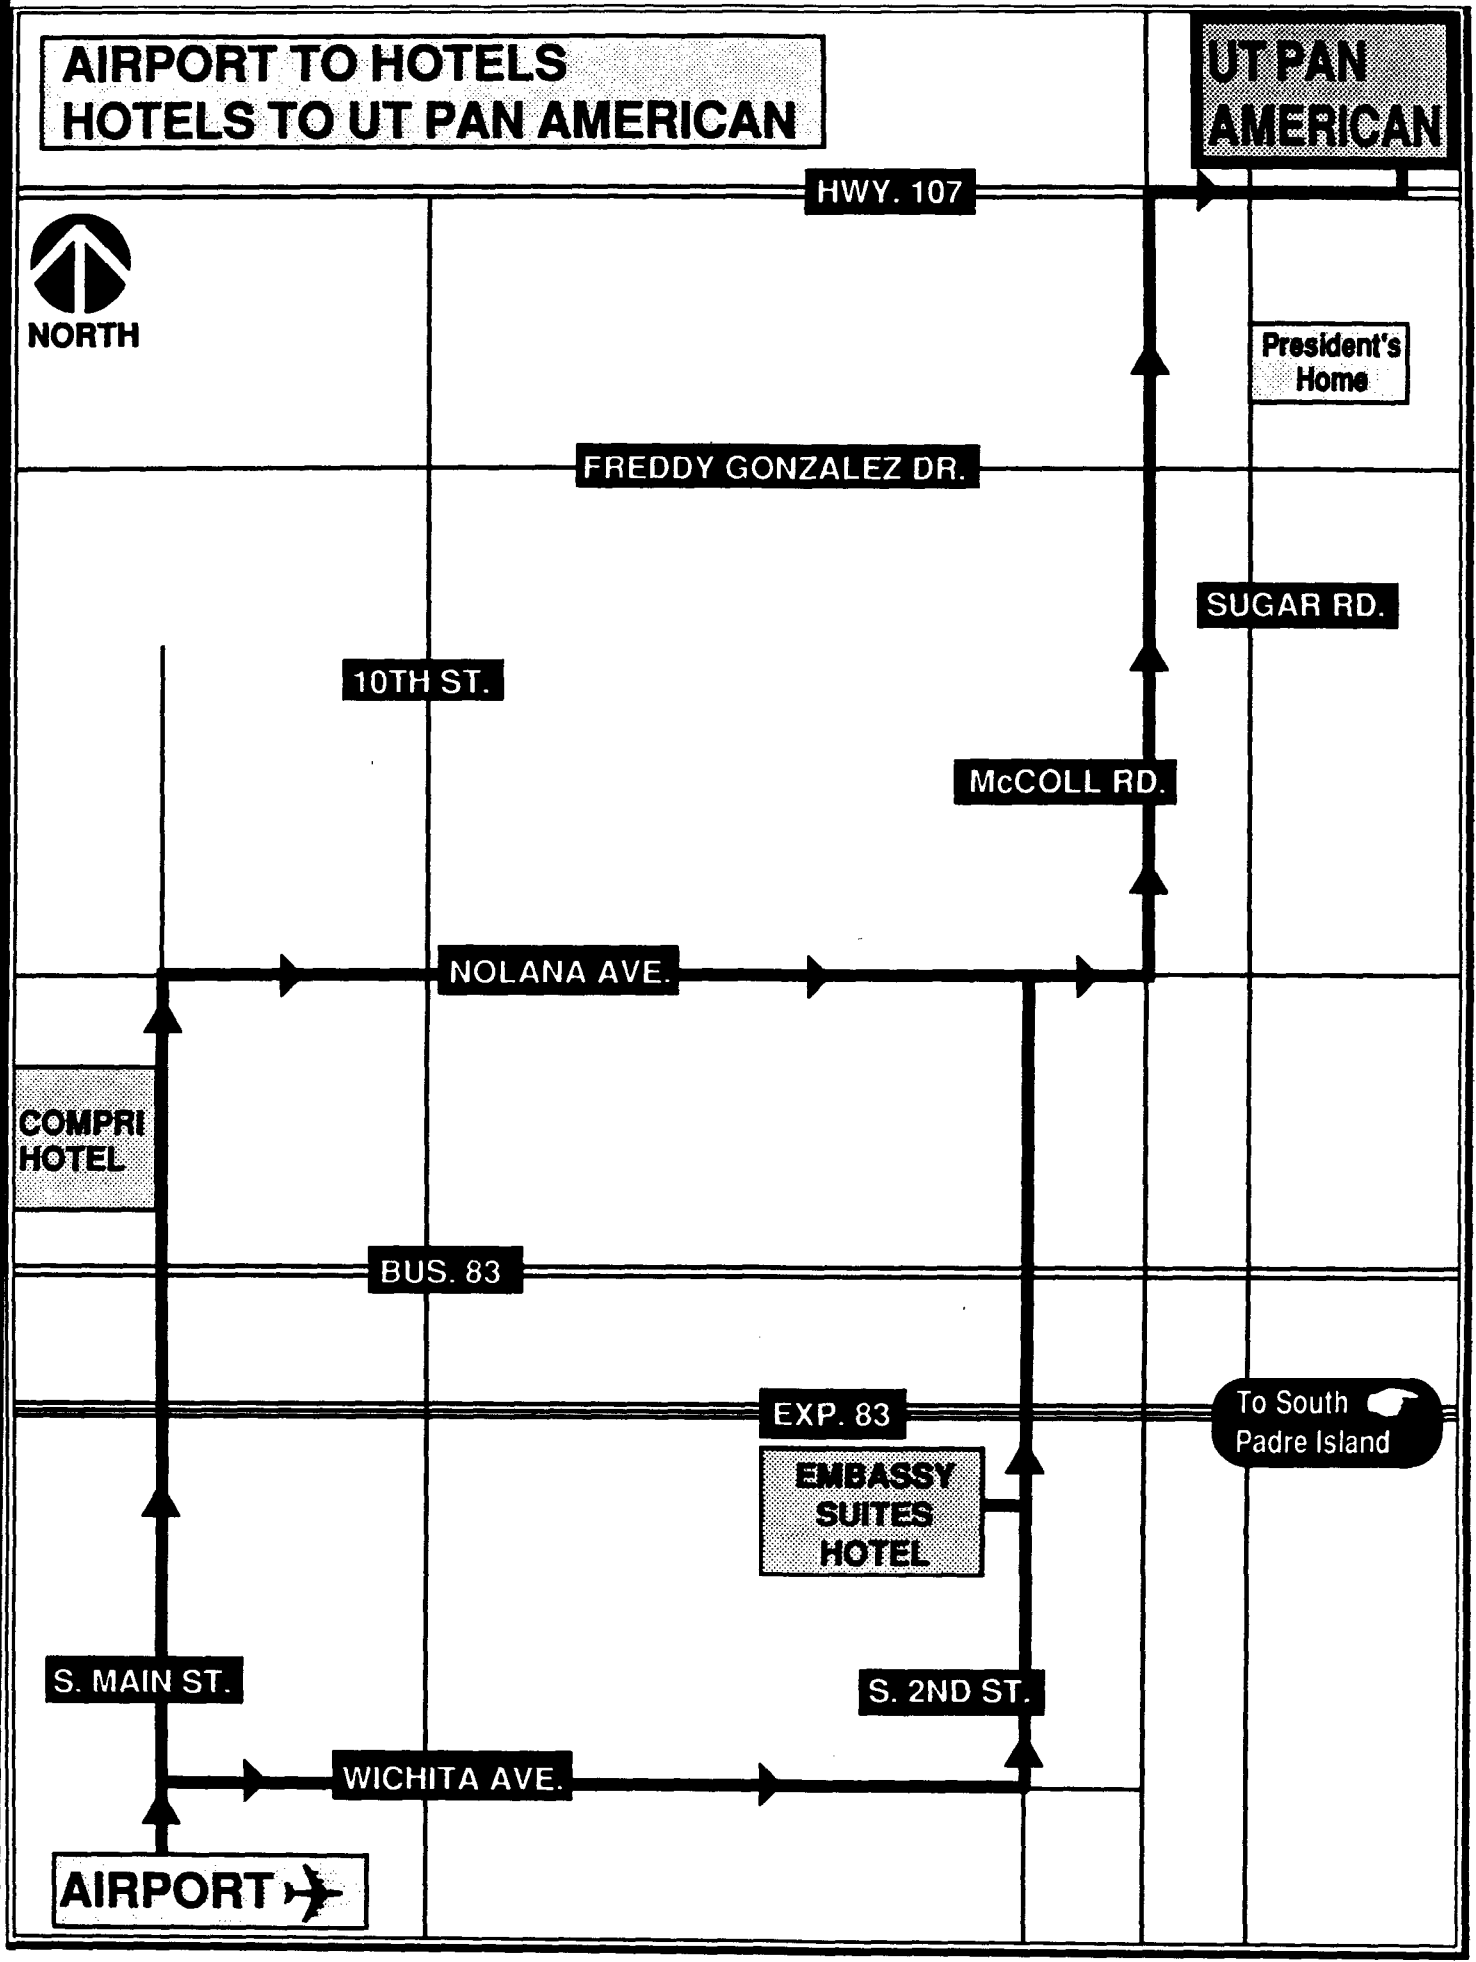 AIRPORT TO HOTELS
HOTELS TO UT PAN AMERICAN
UT PAN
AMERICAN
HWY. 107
NORTH
President's
Home
FREDDY GONZALEZ DR.
SUGAR RD.
10TH ST.
McCOLL RD.
NOLANA AVE.
COMPRI
HOTEL
BUS. 83
To South
Padre Island
EXP. 83
EMBASSY
SUITES
HOTEL
S. MAIN ST.
S. 2ND ST.
WICHITA AVE.
AIRPORT